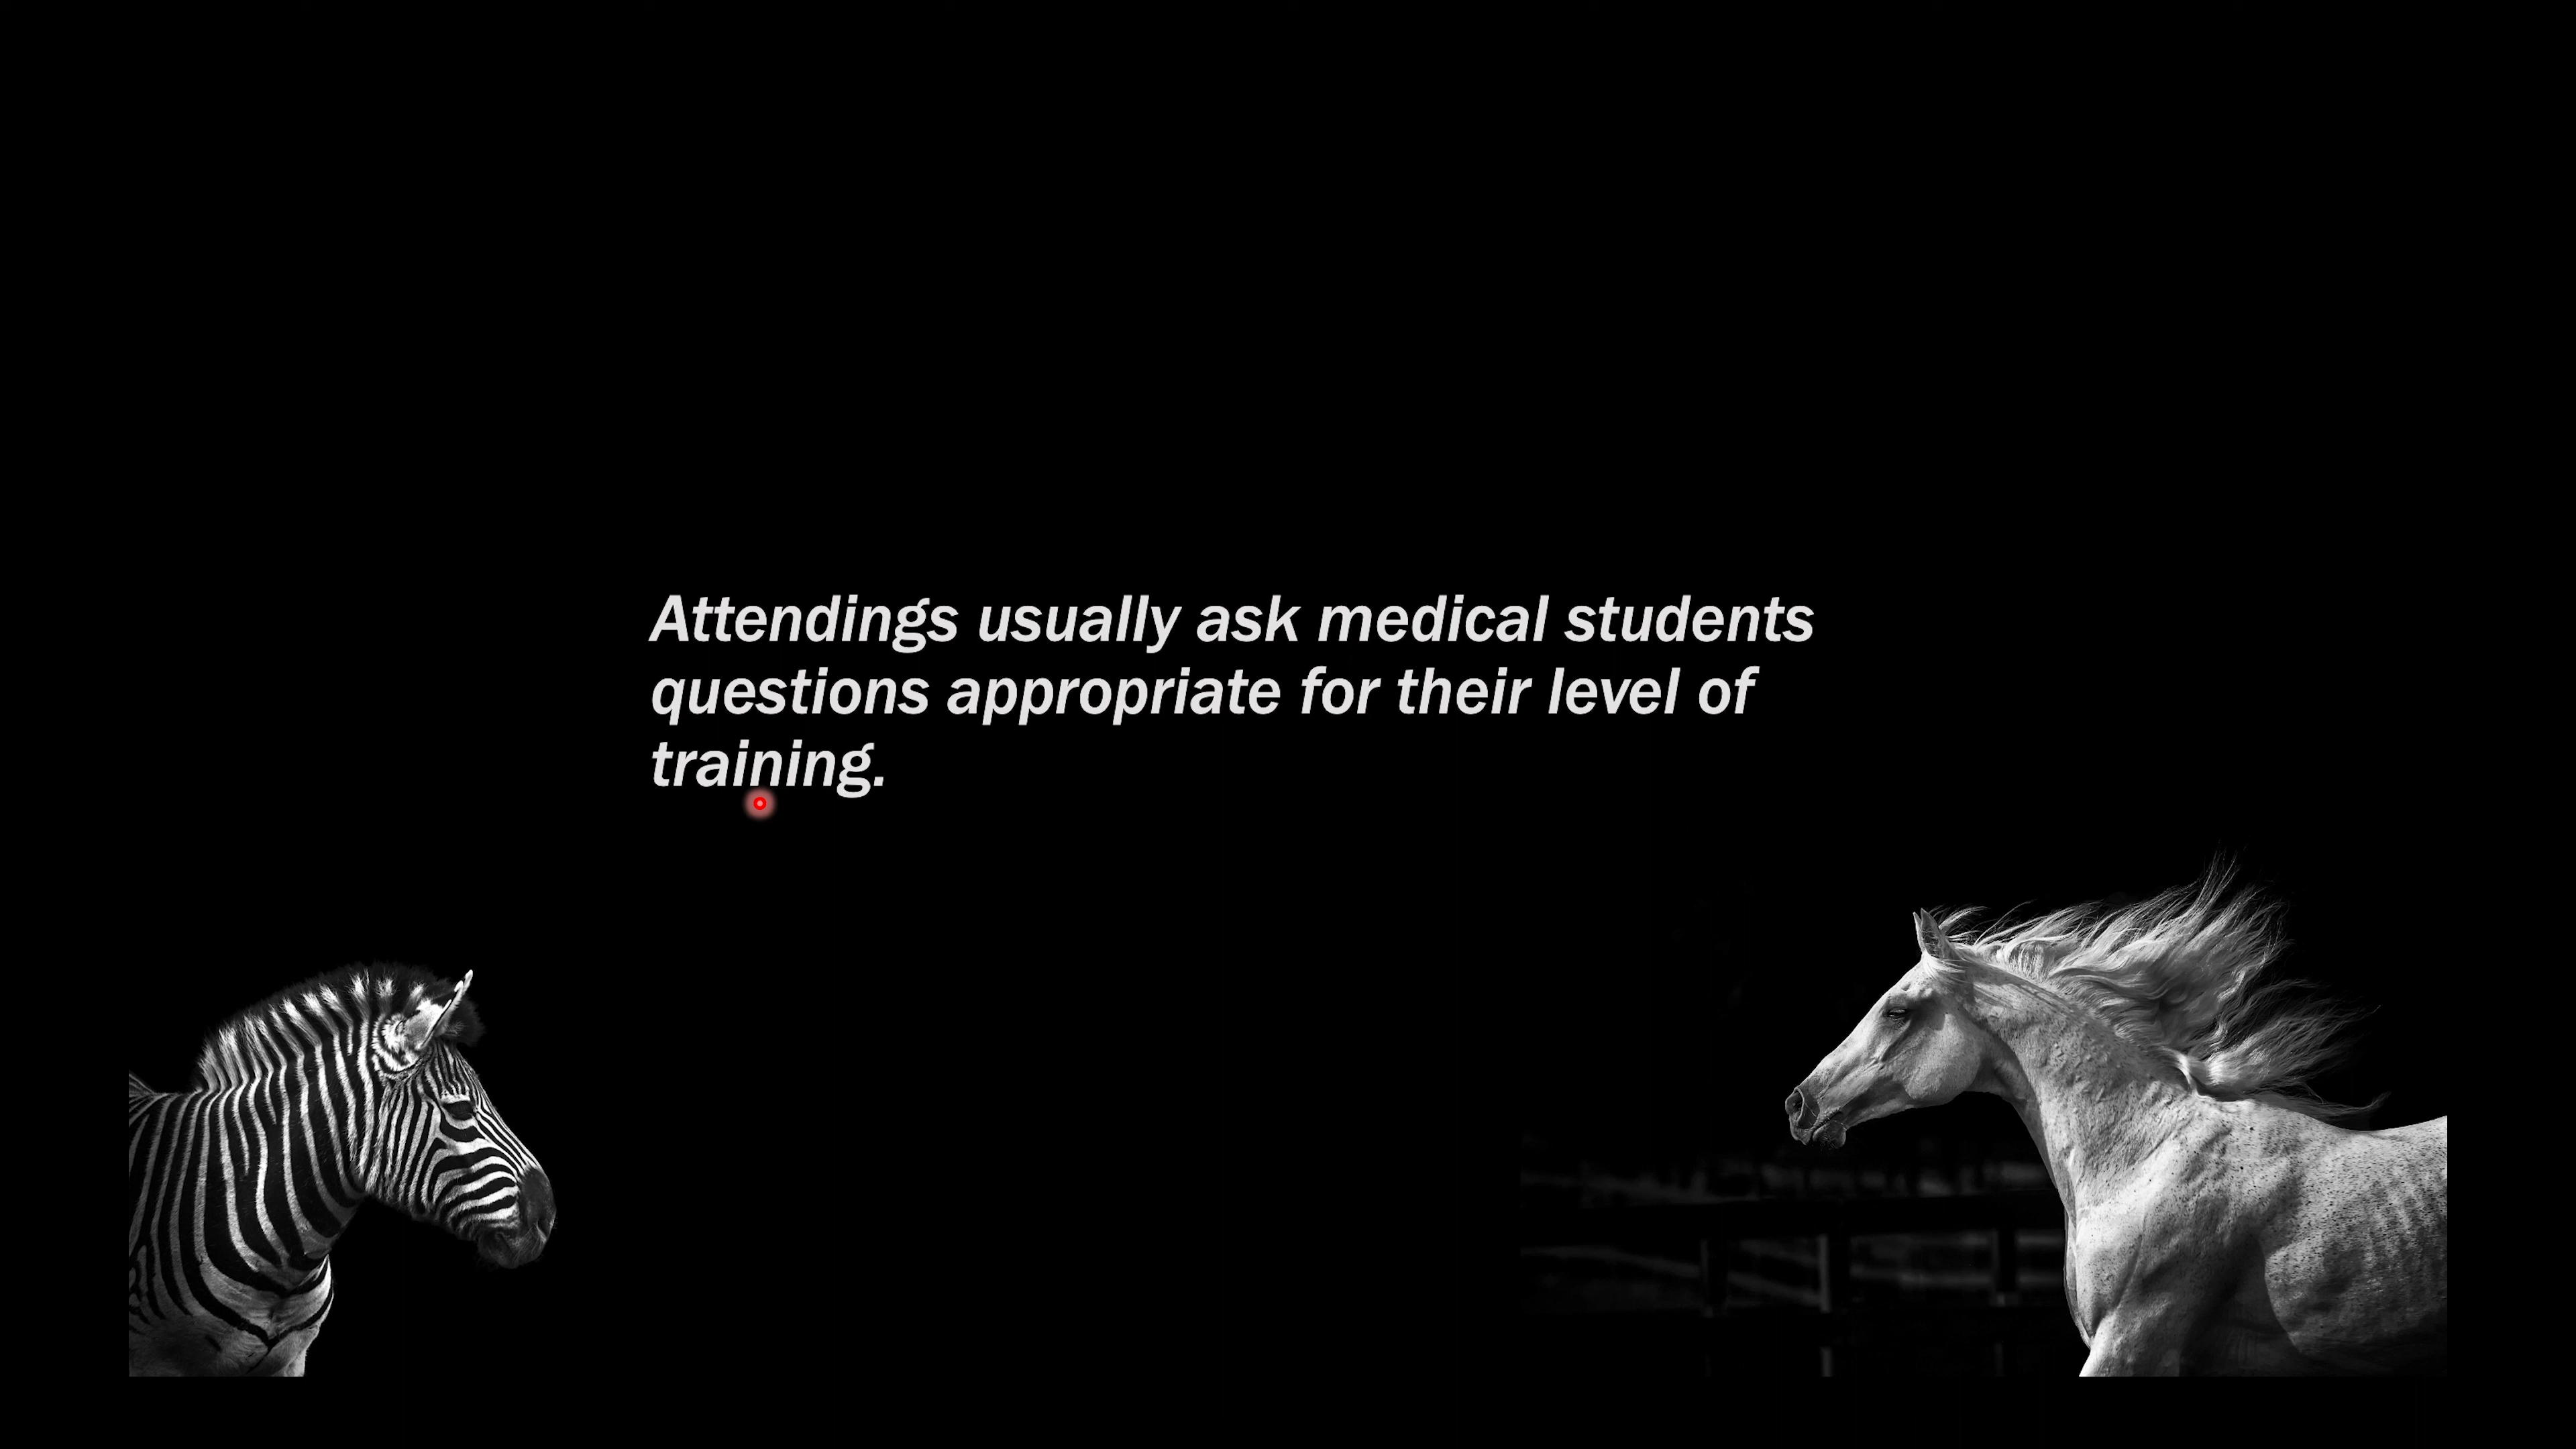 Attendings usually ask medical students
questions appropriate for their level of
training.